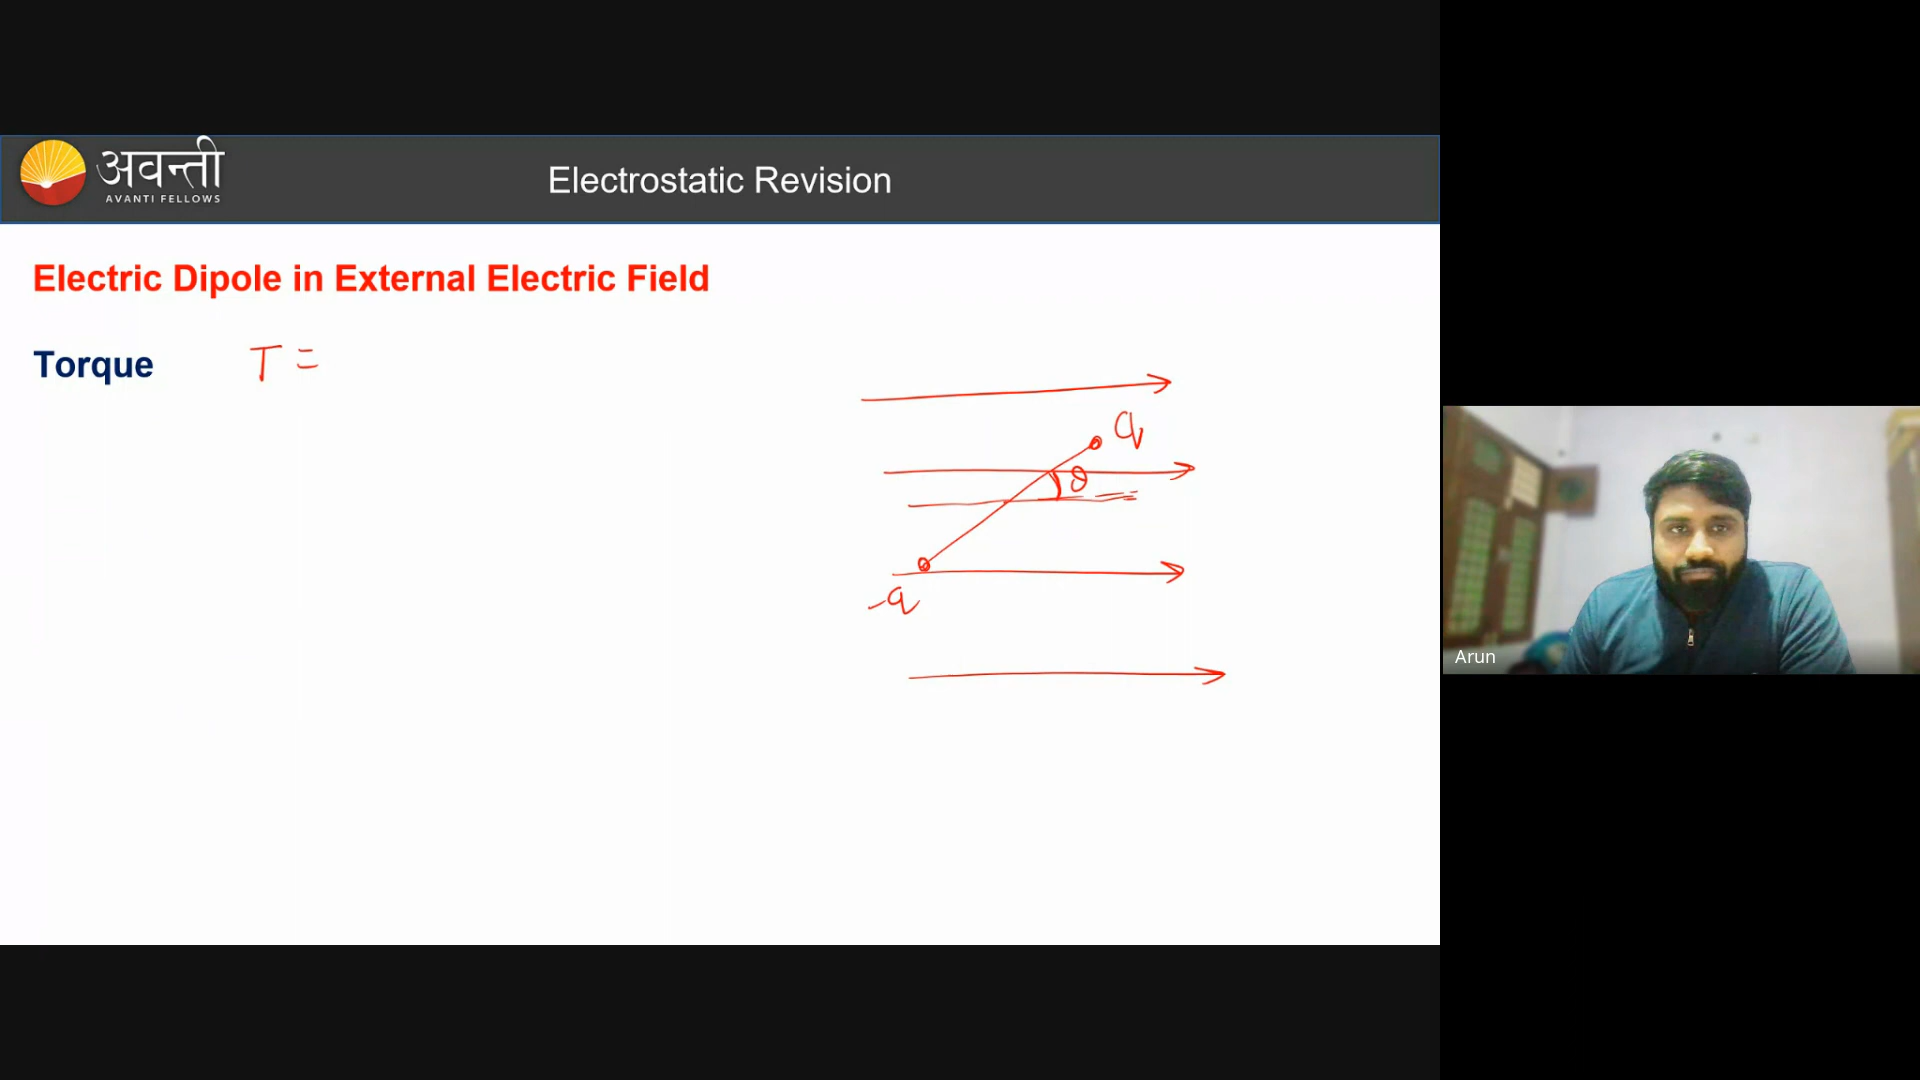 अवन्ती
AVANTI FELLOWS
Electrostatic Revision
Electric Dipole in External Electric Field
Torque T =
q
θ
-q
Arun